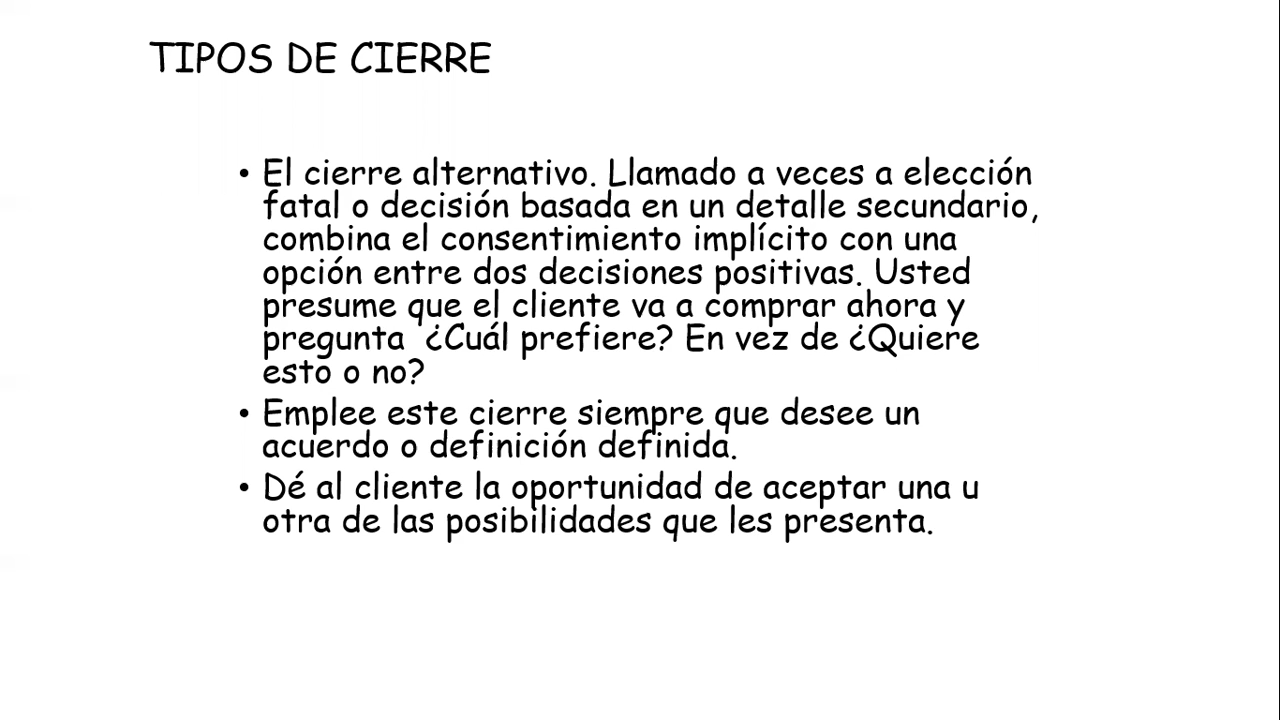 TIPOS DE CIERRE
• El cierre alternativo. Llamado a veces a elección
fatal o decisión basada en un detalle secundario,
combina el consentimiento implícito con una
opción entre dos decisiones positivas. Usted
presume que el cliente va a comprar ahora y
pregunta  ¿Cuál prefiere? En vez de ¿Quiere
esto o no?
• Emplee este cierre siempre que desee un
acuerdo o definición definida.
• Dé al cliente la oportunidad de aceptar una u
otra de las posibilidades que les presenta.